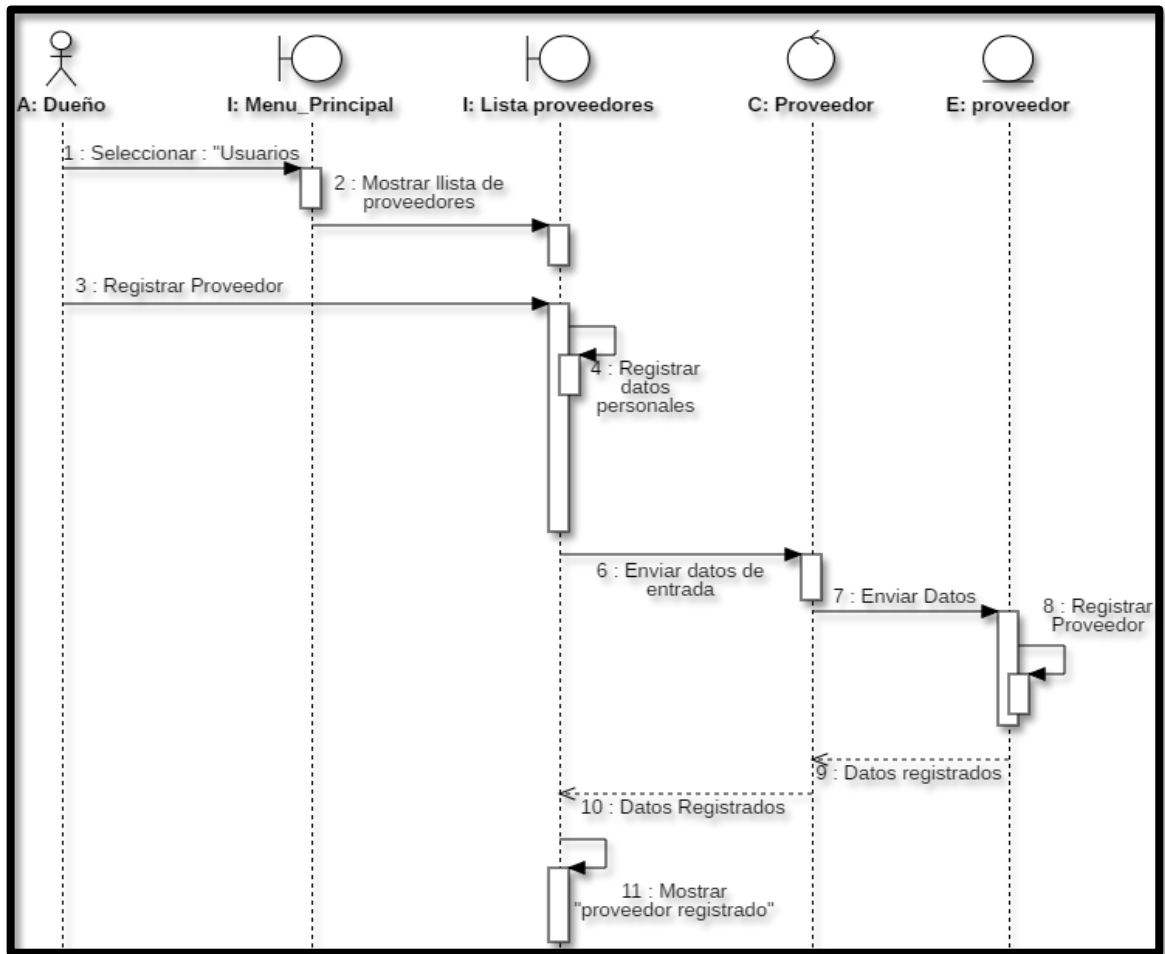 A: Dueño
I: Menu_Principal
I: Lista proveedores
C: Proveedor
E: proveedor
1 : Seleccionar : "Usuarios
2 : Mostrar llista de
proveedores
3 : Registrar Proveedor
4 : Registrar
datos
personales
6 : Enviar datos de
entrada
7 : Enviar Datos
8 : Registrar
Proveedor
9 : Datos registrados
10 : Datos Registrados
11 : Mostrar
"proveedor registrado"